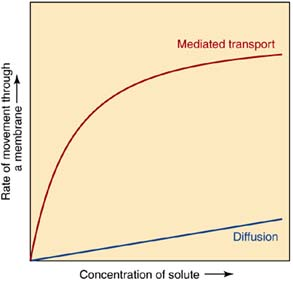 Mediated transport
Rate of movement through
a membrane
Diffusion
Concentration of solute